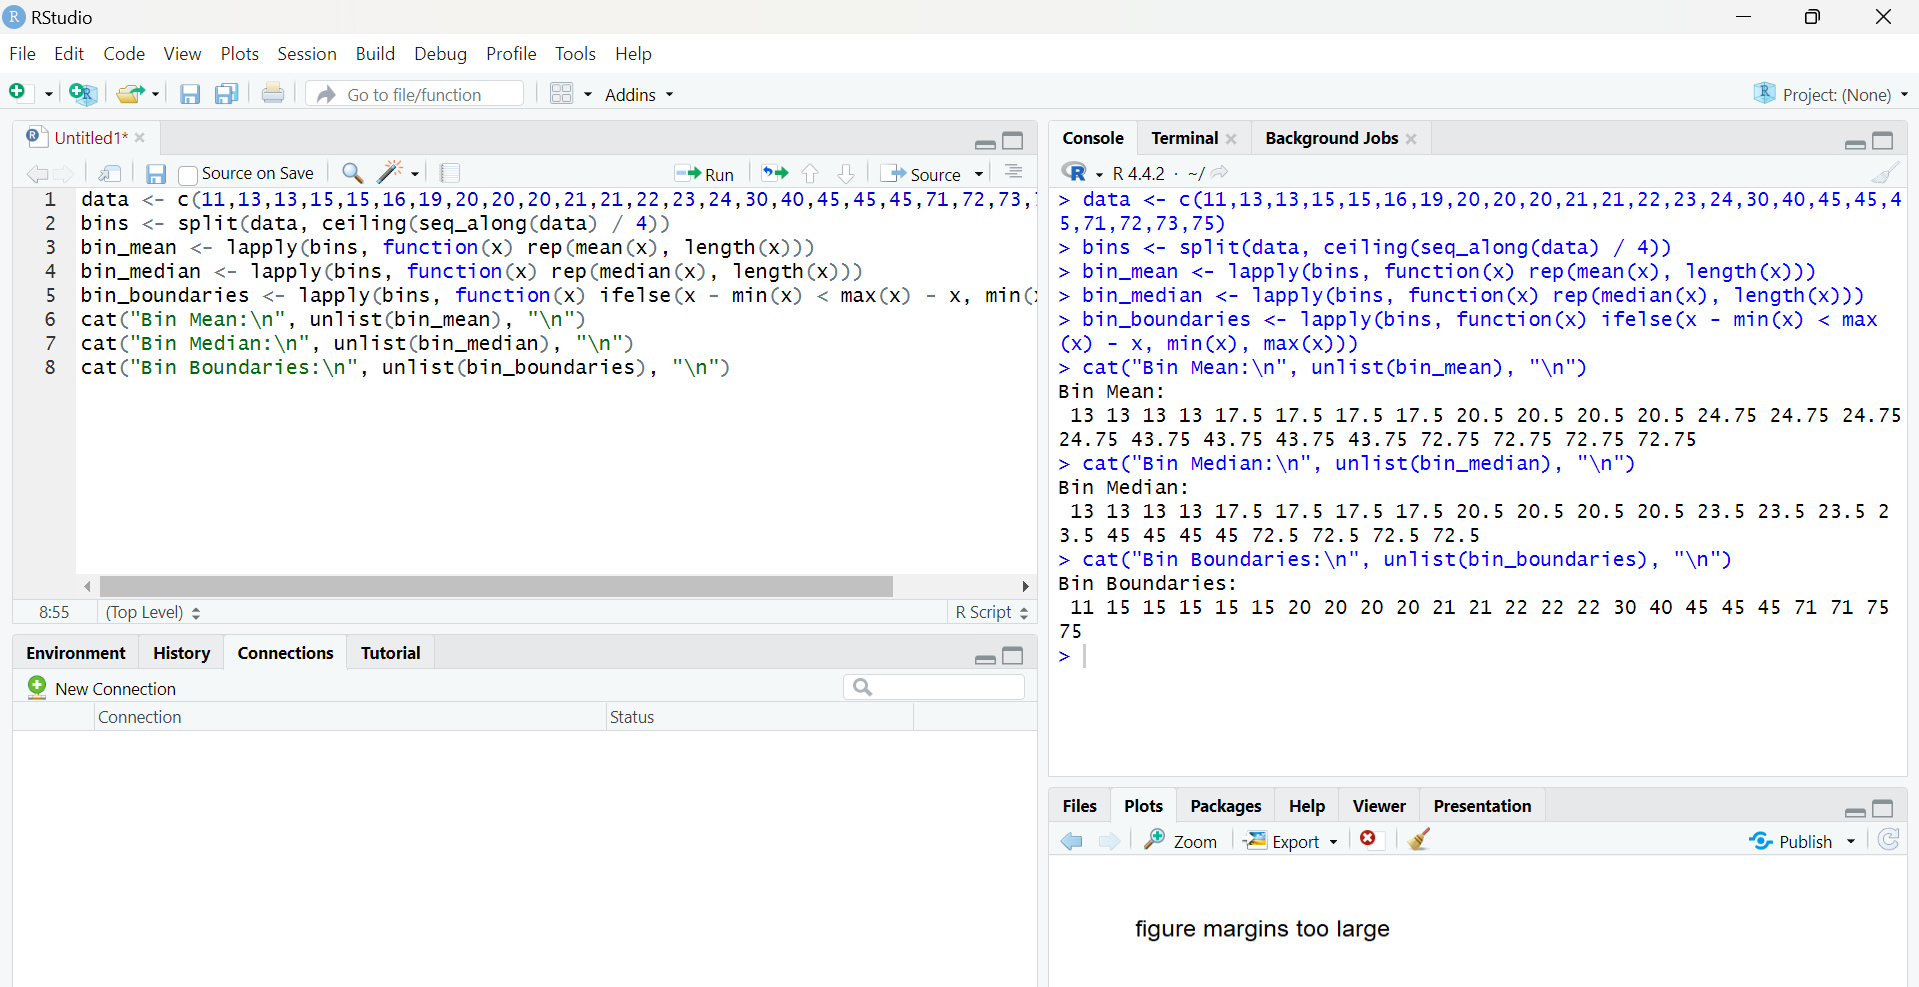 RStudio
File Edit Code View Plots Session Build Debug Profile Tools Help
Go to file/function Addins Project: (None)
Untitled1*
Source on Save Run Source
1 data <- c(11,13,13,15,15,16,19,20,20,20,21,21,22,23,24,30,40,45,45,45,71,72,73,
2 bins <- split(data, ceiling(seq_along(data) / 4))
3 bin_mean <- lapply(bins, function(x) rep(mean(x), length(x)))
4 bin_median <- lapply(bins, function(x) rep(median(x), length(x)))
5 bin_boundaries <- lapply(bins, function(x) ifelse(x - min(x) < max(x) - x, min(
6 cat("Bin Mean:\n", unlist(bin_mean), "\n")
7 cat("Bin Median:\n", unlist(bin_median), "\n")
8 cat("Bin Boundaries:\n", unlist(bin_boundaries), "\n")
8:55 (Top Level) R Script
Environment History Connections Tutorial
New Connection
Connection Status
Console Terminal Background Jobs
R 4.4.2 · ~/
> data <- c(11,13,13,15,15,16,19,20,20,20,21,21,22,23,24,30,40,45,45,4
5,71,72,73,75)
> bins <- split(data, ceiling(seq_along(data) / 4))
> bin_mean <- lapply(bins, function(x) rep(mean(x), length(x)))
> bin_median <- lapply(bins, function(x) rep(median(x), length(x)))
> bin_boundaries <- lapply(bins, function(x) ifelse(x - min(x) < max
(x) - x, min(x), max(x)))
> cat("Bin Mean:\n", unlist(bin_mean), "\n")
Bin Mean:
13 13 13 13 17.5 17.5 17.5 17.5 20.5 20.5 20.5 20.5 24.75 24.75 24.75
24.75 43.75 43.75 43.75 43.75 72.75 72.75 72.75 72.75
> cat("Bin Median:\n", unlist(bin_median), "\n")
Bin Median:
13 13 13 13 17.5 17.5 17.5 17.5 20.5 20.5 20.5 20.5 23.5 23.5 23.5 2
3.5 45 45 45 45 72.5 72.5 72.5 72.5
> cat("Bin Boundaries:\n", unlist(bin_boundaries), "\n")
Bin Boundaries:
11 15 15 15 15 15 20 20 20 20 21 21 22 22 22 30 40 45 45 45 71 71 75
75
>
Files Plots Packages Help Viewer Presentation
Zoom Export Publish
figure margins too large